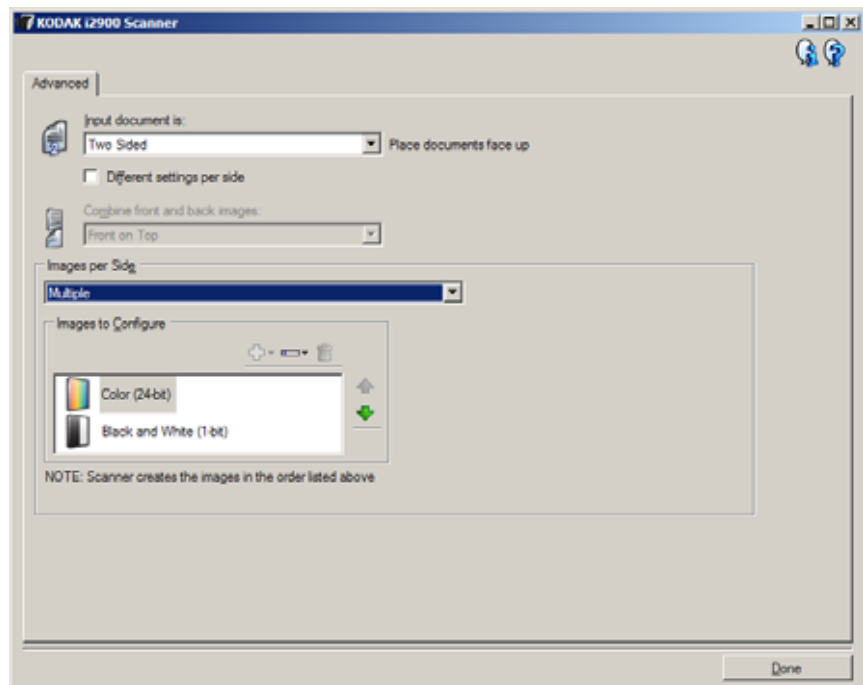 KODAK i2900 Scanner
Advanced
Input document is:
Two Sided
Place documents face up
Different settings per side
Combine front and back images:
Front on Top
Images per Side
Multiple
Images to Configure
Color (24-bit)
Black and White (1-bit)
NOTE: Scanner creates the images in the order listed above
Done